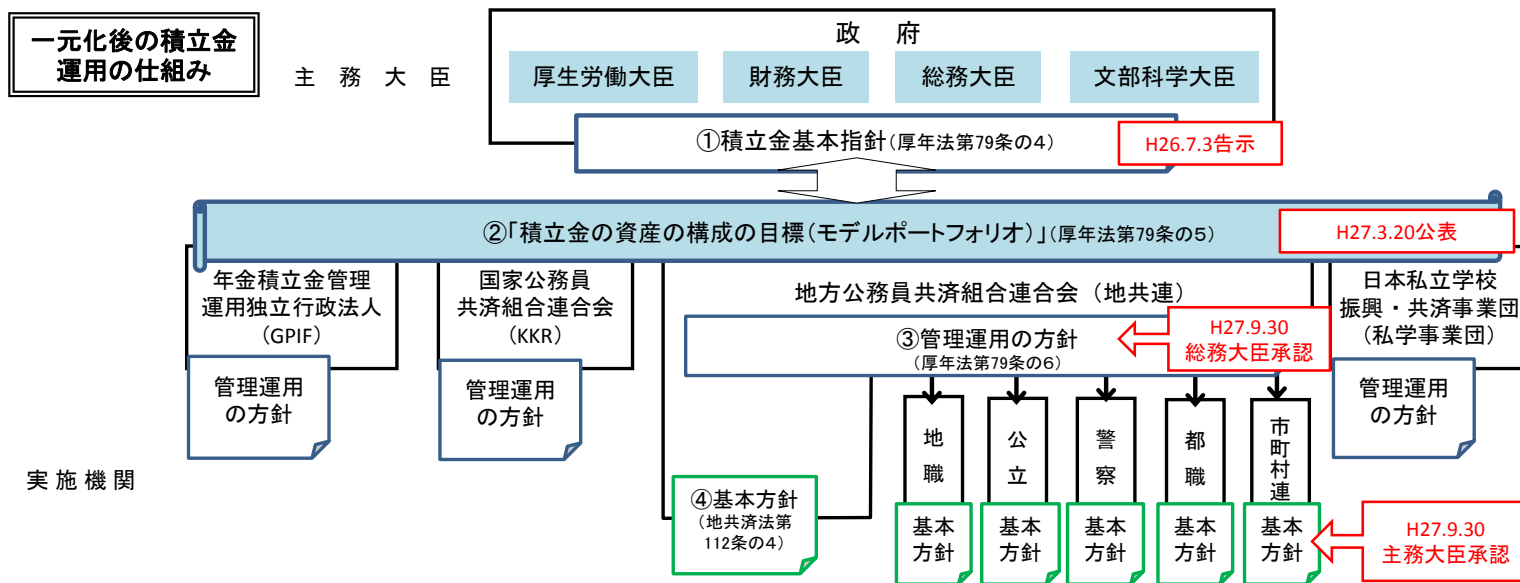 一元化後の積立金
運用の仕組み
主務大臣
政府
厚生労働大臣
財務大臣
総務大臣
文部科学大臣
①積立金基本指針(厚年法第79条の4)
H26.7.3告示
②「積立金の資産の構成の目標(モデルポートフォリオ)」(厚年法第79条の5)
H27.3.20公表
年金積立金管理
運用独立行政法人
(GPIF)
管理運用
の方針
国家公務員
共済組合連合会
(KKR)
管理運用
の方針
地方公務員共済組合連合会(地共連)
③管理運用の方針
(厚年法第79条の6)
H27.9.30
総務大臣承認
日本私立学校
振興・共済事業団
(私学事業団)
管理運用
の方針
実施機関
④基本方針
(地共済法第
112条の4)
地職
基本
方針
公立
基本
方針
警察
基本
方針
都職
基本
方針
市町村連
基本
方針
H27.9.30
主務大臣承認